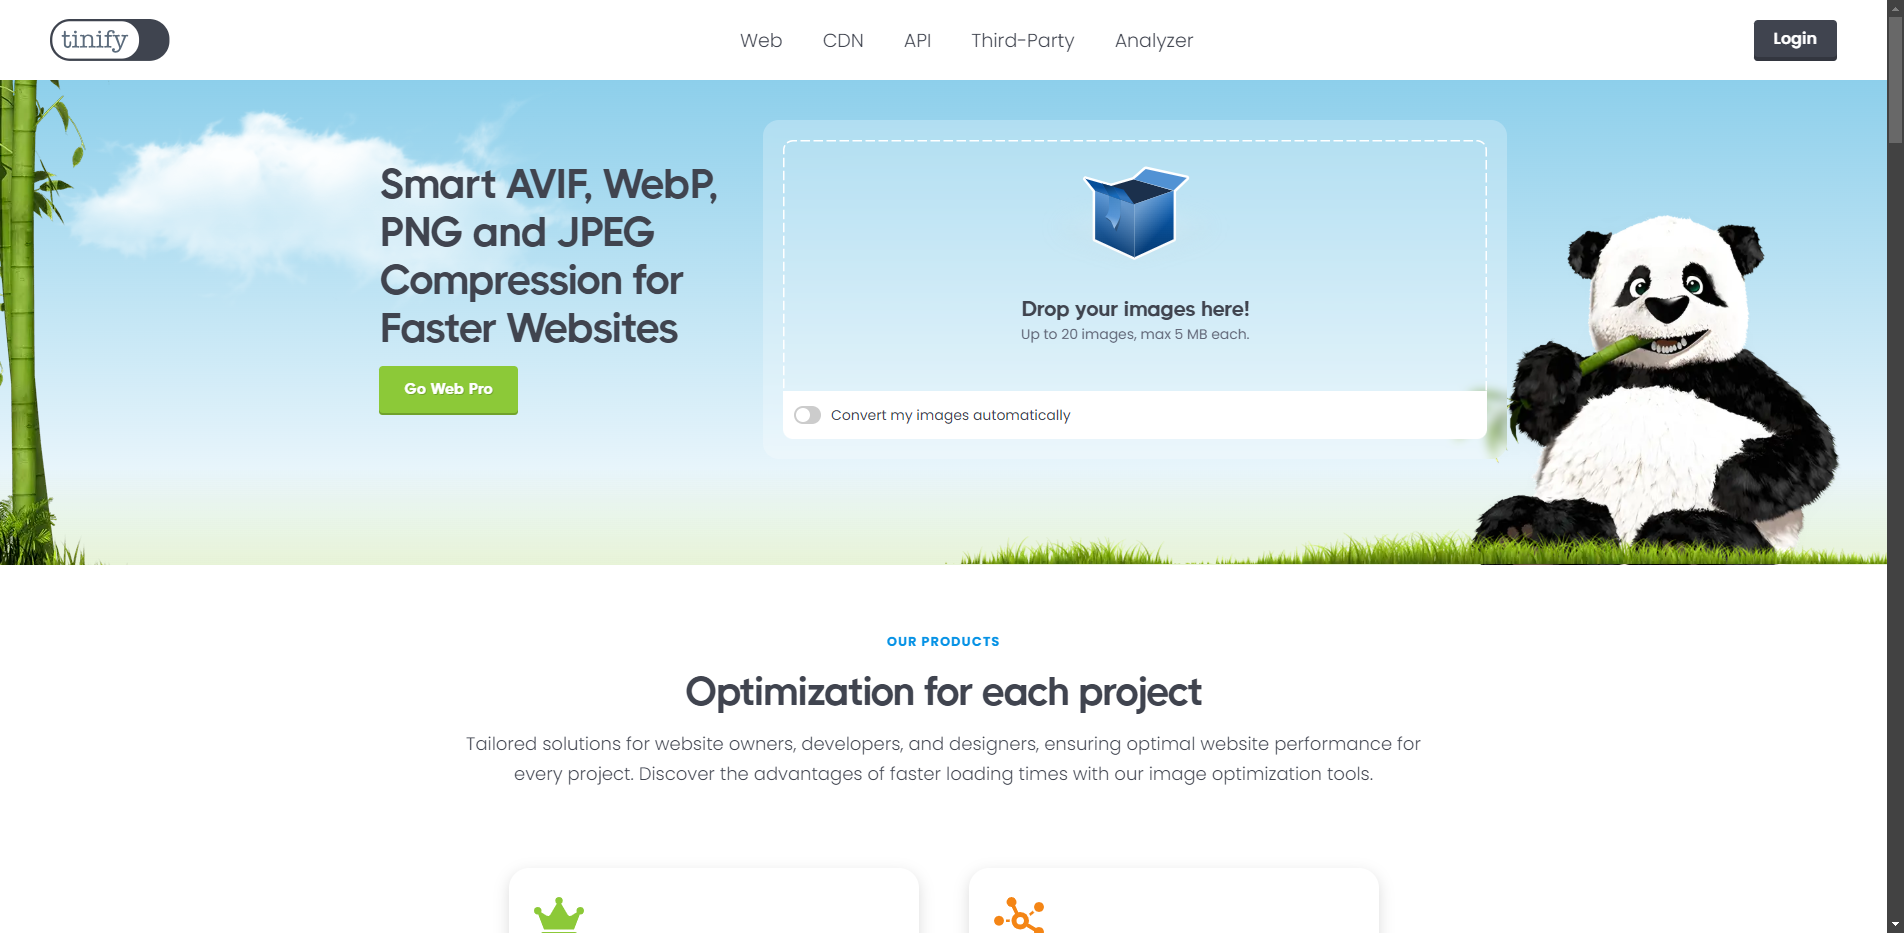 tinify
Web
CDN
API
Third-Party
Analyzer
Login
Smart AVIF, WebP,
PNG and JPEG
Compression for
Faster Websites
Go Web Pro
Drop your images here!
Up to 20 images, max 5 MB each.
Convert my images automatically
OUR PRODUCTS
Optimization for each project
Tailored solutions for website owners, developers, and designers, ensuring optimal website performance for
every project. Discover the advantages of faster loading times with our image optimization tools.